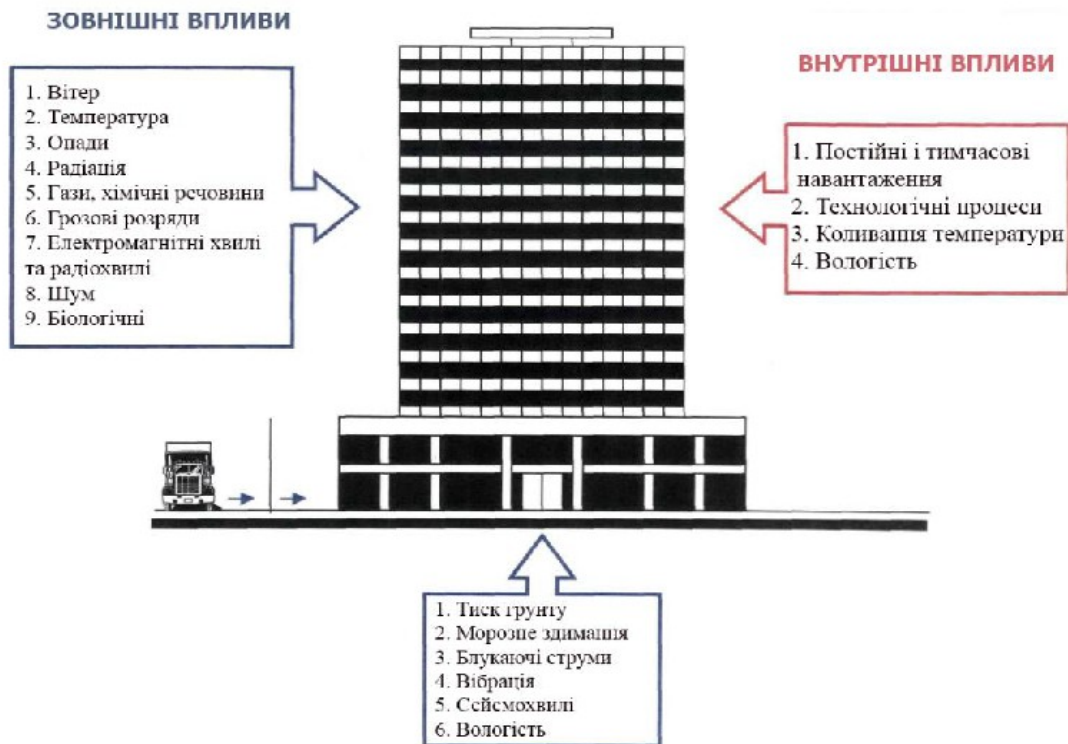 ЗОВНІШНІ ВПЛИВИ
1. Вітер
2. Температура
3. Опади
4. Радіація
5. Гази, хімічні речовини
6. Грозові розряди
7. Електромагнітні хвилі
та радіохвилі
8. Шум
9. Біологічні
ВНУТРІШНІ ВПЛИВИ
1. Постійні і тимчасові
навантаження
2. Технологічні процеси
3. Коливання температури
4. Вологість
1. Тиск ґрунту
2. Морозне здимання
3. Блукаючі струми
4. Вібрація
5. Сейсмохвилі
6. Вологість